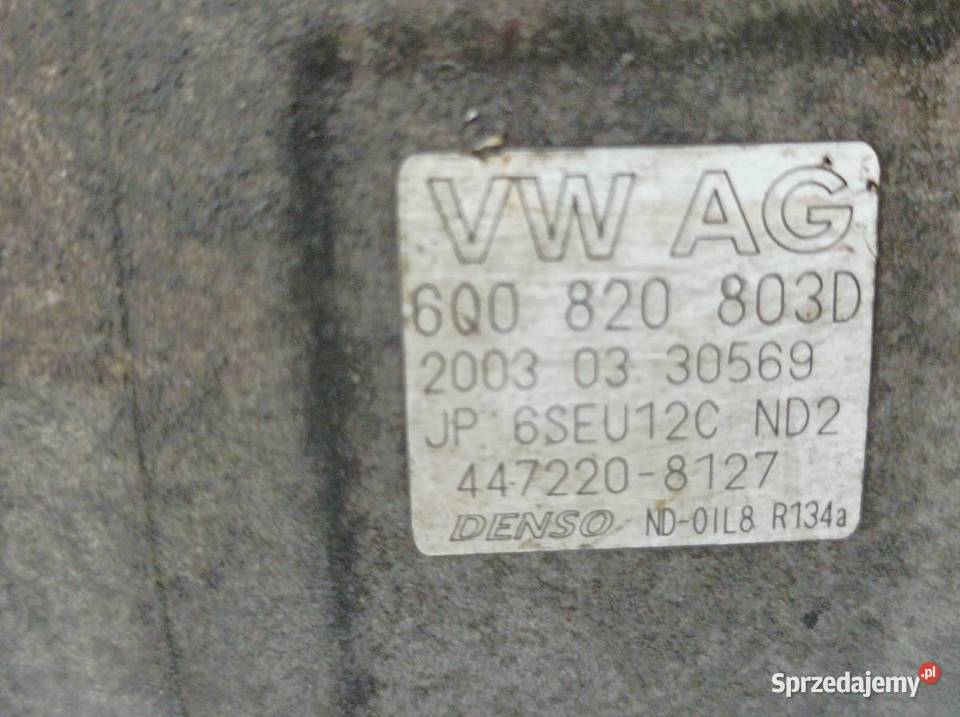 VW AG
6Q0 820 803D
2003 03 30569
JP 6SEU12C ND2
447220-8127
DENSO ND-OIL8 R134a
Sprzedajemy.pl